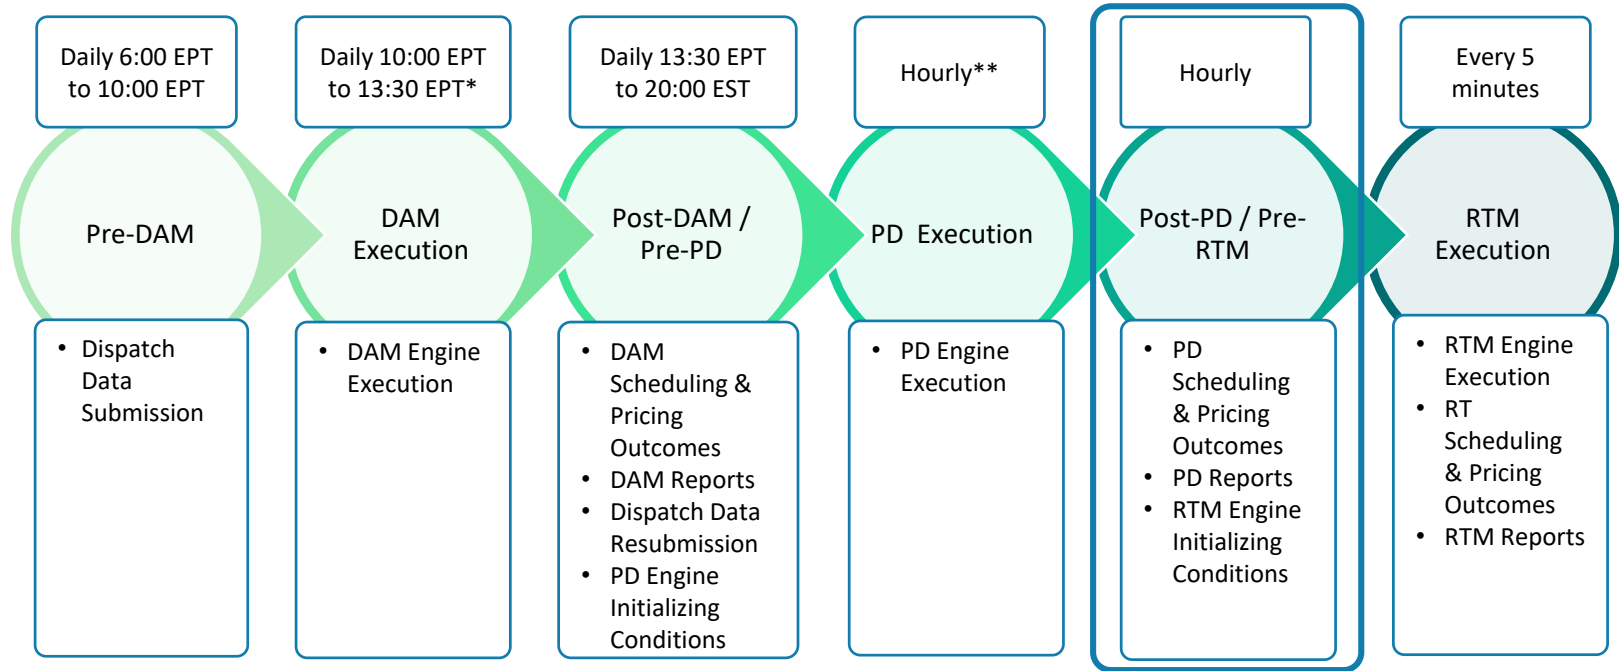 Daily 6:00 EPT
to 10:00 EPT
Daily 10:00 EPT
to 13:30 EPT*
Daily 13:30 EPT
to 20:00 EST
Hourly**
Hourly
Every 5
minutes
Pre-DAM
DAM
Execution
Post-DAM /
Pre-PD
PD Execution
Post-PD / Pre-
RTM
RTM
Execution
• Dispatch
Data
Submission
• DAM Engine
Execution
• DAM
Scheduling &
Pricing
Outcomes
• DAM Reports
• Dispatch Data
Resubmission
• PD Engine
Initializing
Conditions
• PD Engine
Execution
• PD
Scheduling
& Pricing
Outcomes
• PD Reports
• RTM Engine
Initializing
Conditions
• RTM Engine
Execution
• RT
Scheduling
& Pricing
Outcomes
• RTM Reports